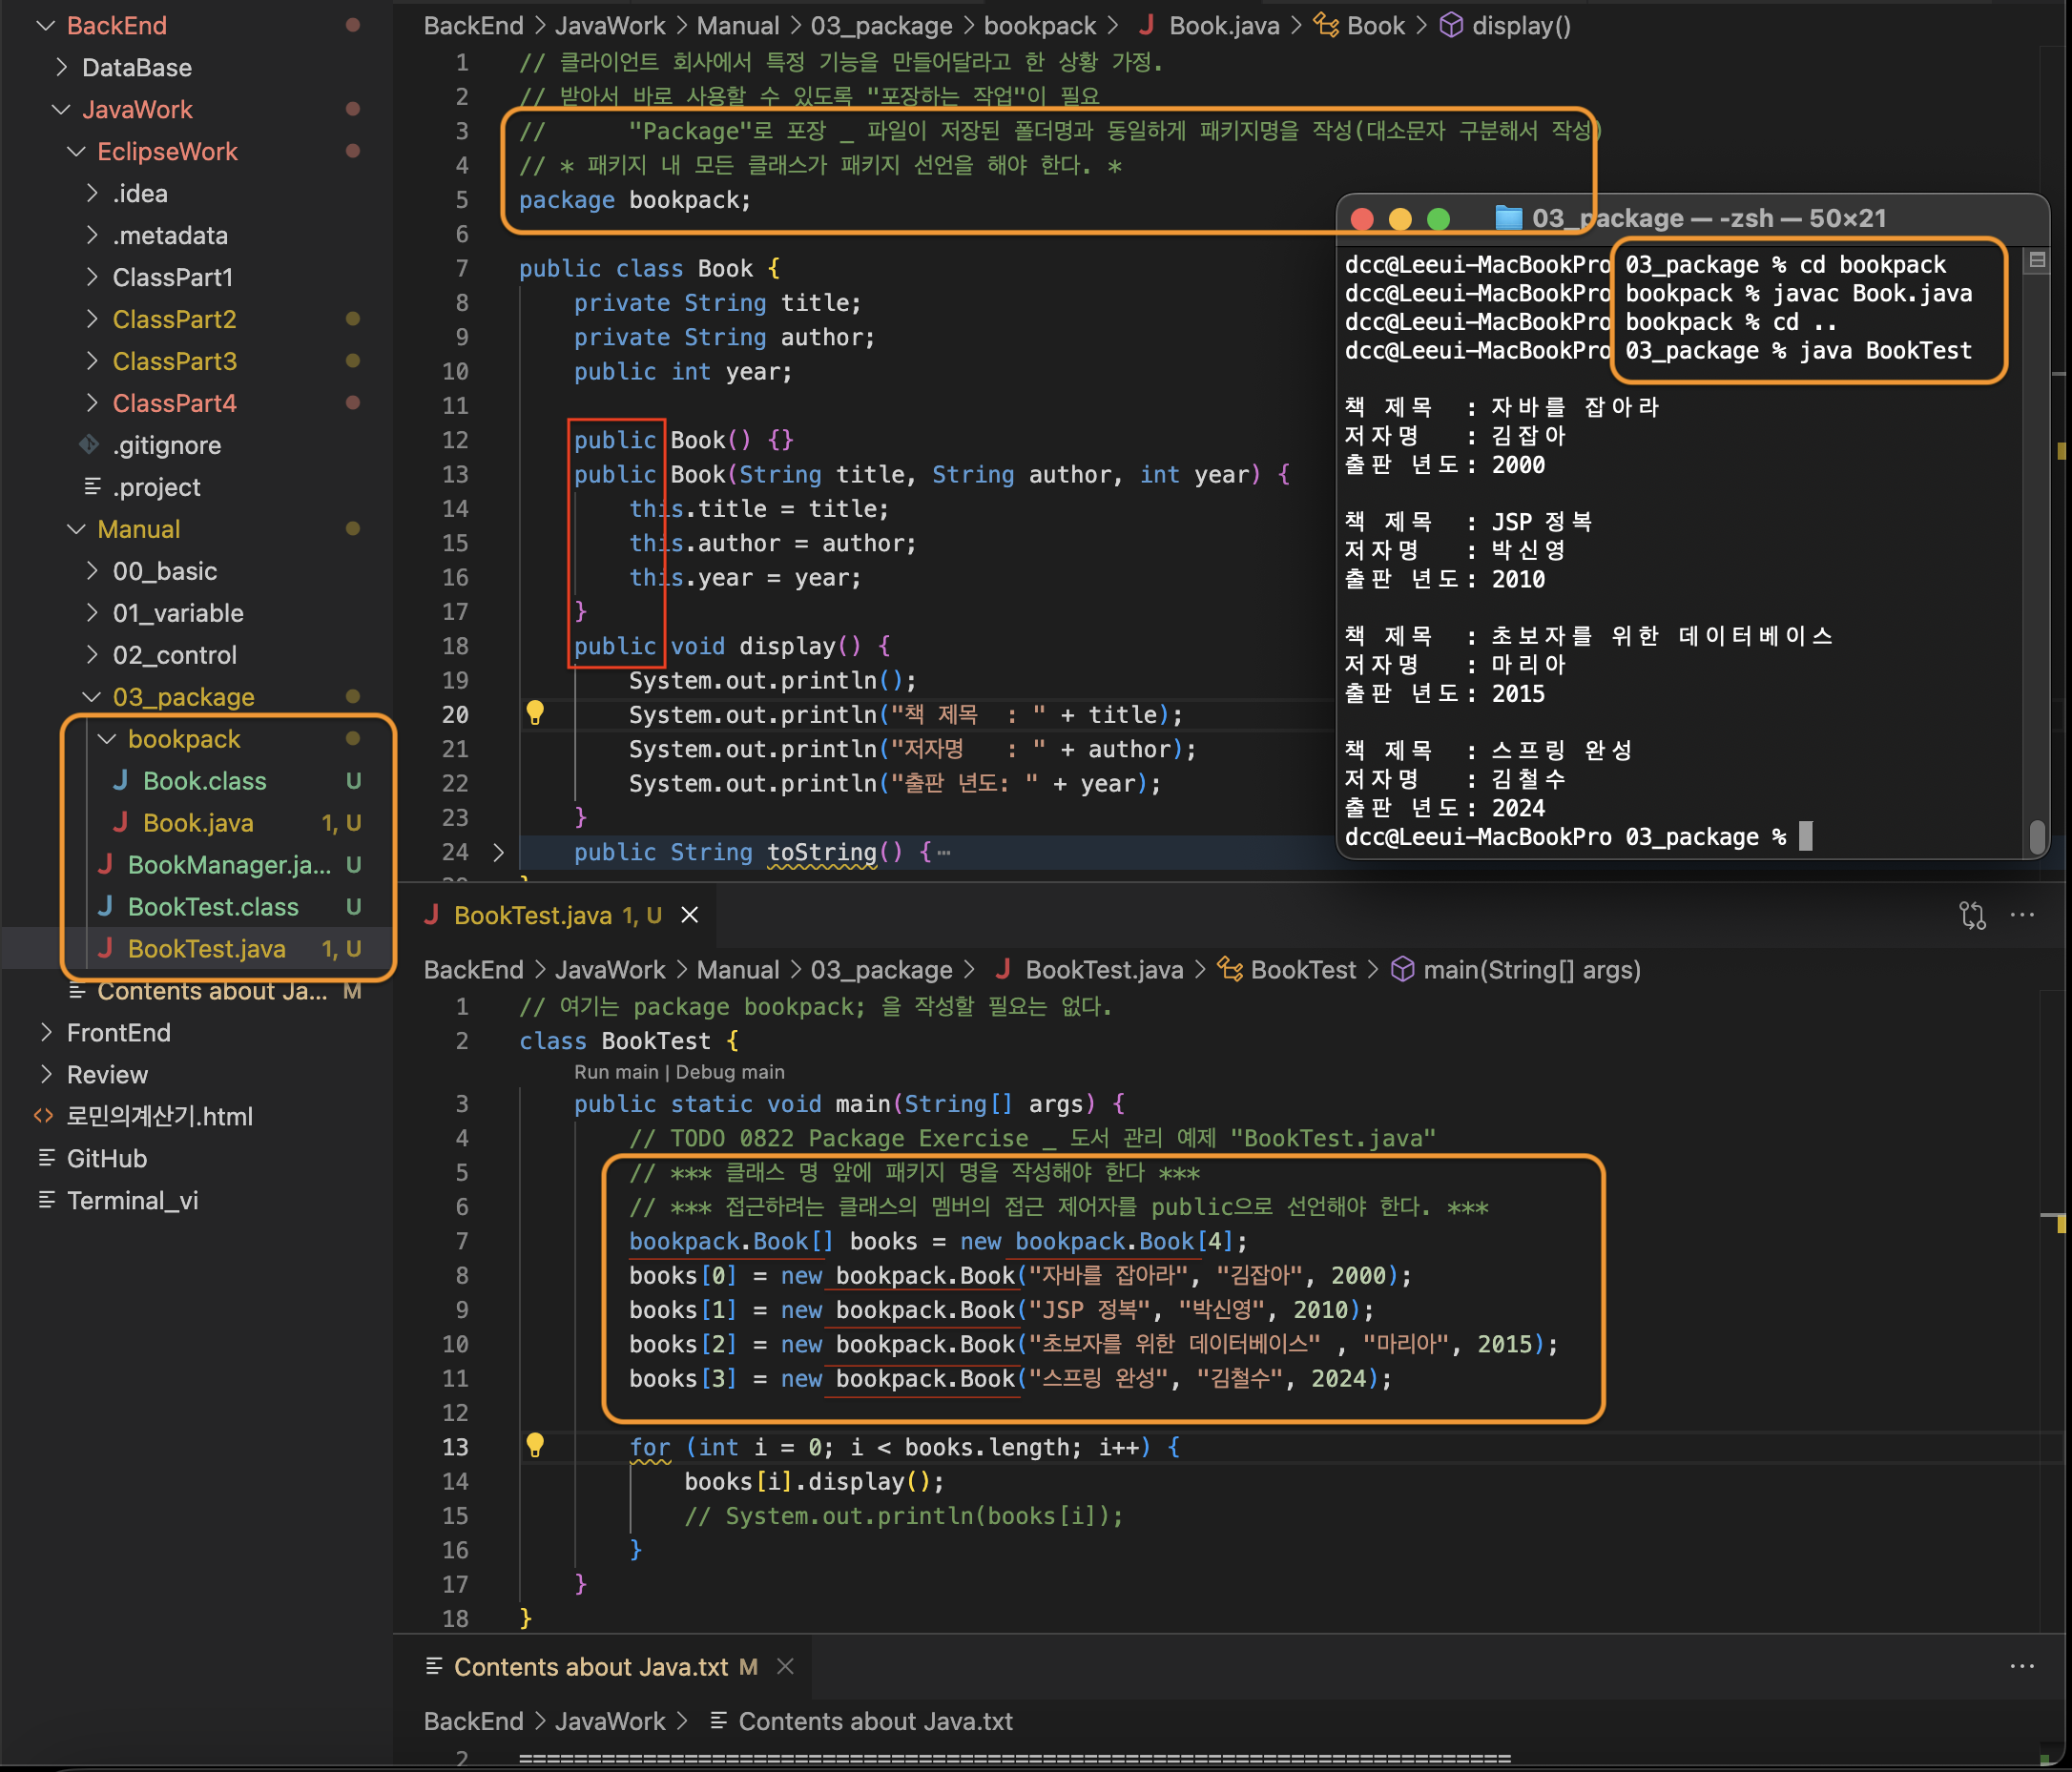 BackEnd
DataBase
JavaWork
EclipseWork
.idea
.metadata
ClassPart1
ClassPart2
ClassPart3
ClassPart4
.gitignore
.project
Manual
00_basic
01_variable
02_control
03_package
bookpack
Book.class U
Book.java 1, U
BookManager.ja... U
BookTest.class U
BookTest.java 1, U
Contents about Ja... M
FrontEnd
Review
로민의계산기.html
GitHub
Terminal_vi
BackEnd > JavaWork > Manual > 03_package > bookpack > J Book.java > Book > display()
1 // 클라이언트 회사에서 특정 기능을 만들어달라고 한 상황 가정.
2 // 받아서 바로 사용할 수 있도록 "포장하는 작업"이 필요
3 //      "Package"로 포장 _ 파일이 저장된 폴더명과 동일하게 패키지명을 작성(대소문자 구분해서 작성)
4 // * 패키지 내 모든 클래스가 패키지 선언을 해야 한다. *
5 package bookpack;
6
7 public class Book {
8     private String title;
9     private String author;
10     public int year;
11
12     public Book() {}
13     public Book(String title, String author, int year) {
14         this.title = title;
15         this.author = author;
16         this.year = year;
17     }
18     public void display() {
19         System.out.println();
20         System.out.println("책 제목  : " + title);
21         System.out.println("저자명   : " + author);
22         System.out.println("출판 년도: " + year);
23     }
24     public String toString() {…
03_package — -zsh — 50×21
dcc@Leeui-MacBookPro 03_package % cd bookpack
dcc@Leeui-MacBookPro bookpack % javac Book.java
dcc@Leeui-MacBookPro bookpack % cd ..
dcc@Leeui-MacBookPro 03_package % java BookTest
책 제목  : 자바를 잡아라
저자명   : 김잡아
출판 년도: 2000
책 제목  : JSP 정복
저자명   : 박신영
출판 년도: 2010
책 제목  : 초보자를 위한 데이터베이스
저자명   : 마리아
출판 년도: 2015
책 제목  : 스프링 완성
저자명   : 김철수
출판 년도: 2024
dcc@Leeui-MacBookPro 03_package %
J BookTest.java 1, U
BackEnd > JavaWork > Manual > 03_package > J BookTest.java > BookTest > main(String[] args)
1 // 여기는 package bookpack; 을 작성할 필요는 없다.
2 class BookTest {
Run main | Debug main
3     public static void main(String[] args) {
4         // TODO 0822 Package Exercise _ 도서 관리 예제 "BookTest.java"
5         // *** 클래스 명 앞에 패키지 명을 작성해야 한다 ***
6         // *** 접근하려는 클래스의 멤버의 접근 제어자를 public으로 선언해야 한다. ***
7         bookpack.Book[] books = new bookpack.Book[4];
8         books[0] = new bookpack.Book("자바를 잡아라", "김잡아", 2000);
9         books[1] = new bookpack.Book("JSP 정복", "박신영", 2010);
10         books[2] = new bookpack.Book("초보자를 위한 데이터베이스" , "마리아", 2015);
11         books[3] = new bookpack.Book("스프링 완성", "김철수", 2024);
12
13         for (int i = 0; i < books.length; i++) {
14             books[i].display();
15             // System.out.println(books[i]);
16         }
17     }
18 }
Contents about Java.txt M
BackEnd > JavaWork > Contents about Java.txt
2 ========================================================================